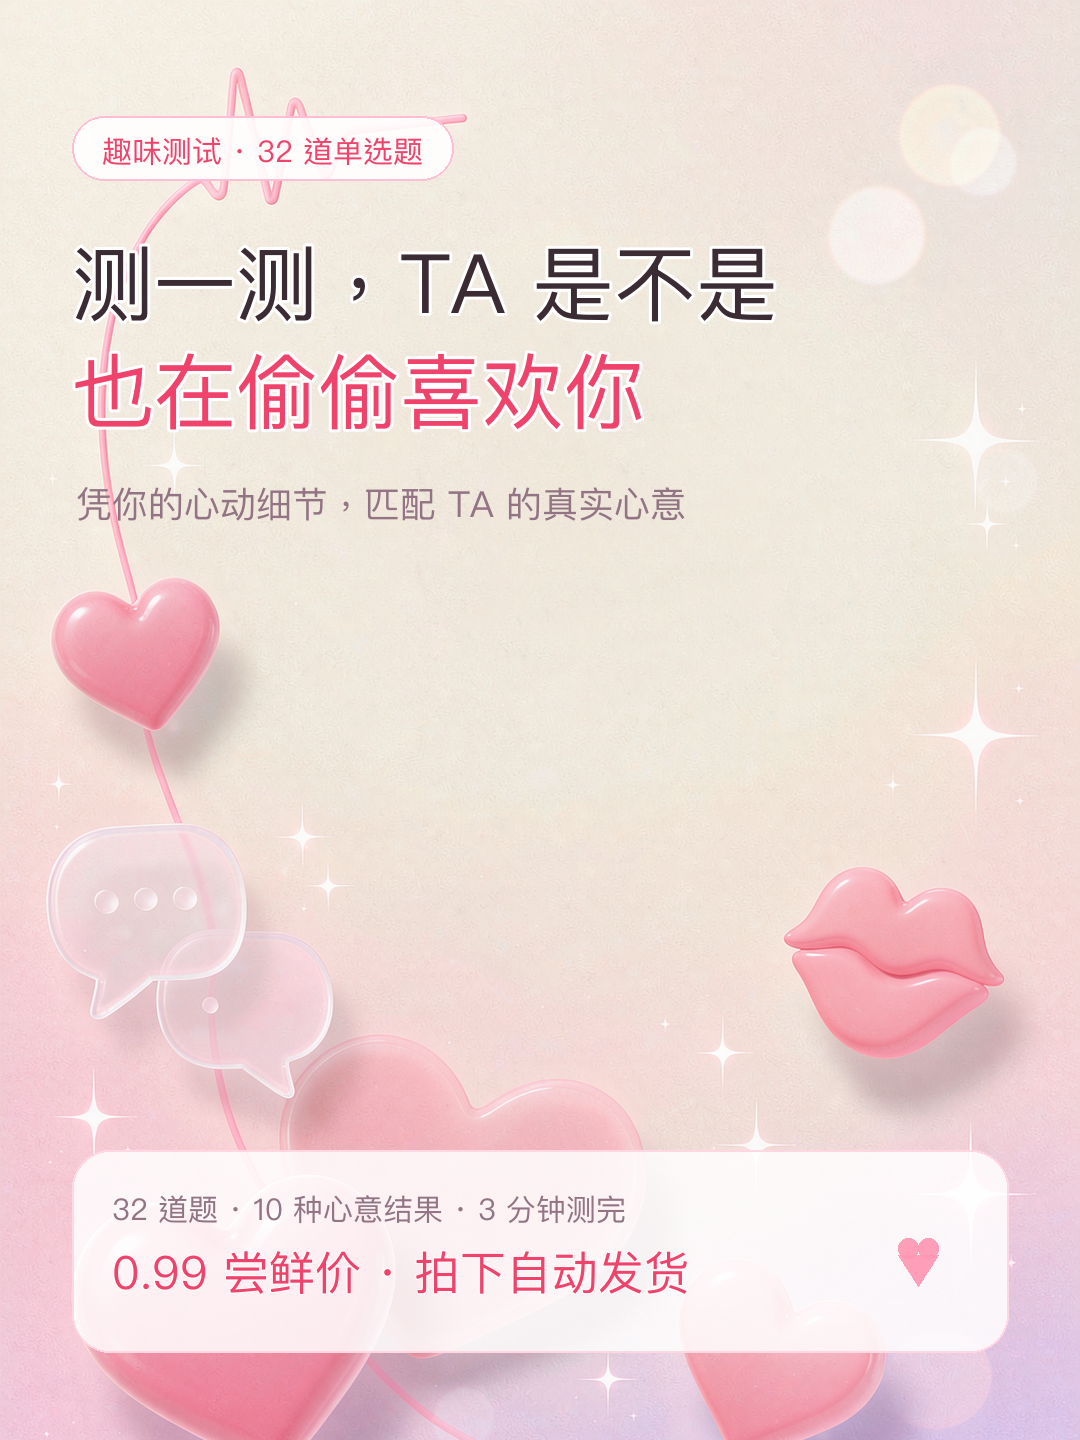 趣味测试 · 32 道单选题
测一测，TA 是不是
也在偷偷喜欢你
凭你的心动细节，匹配 TA 的真实心意
32 道题 · 10 种心意结果 · 3 分钟测完
0.99 尝鲜价 · 拍下自动发货